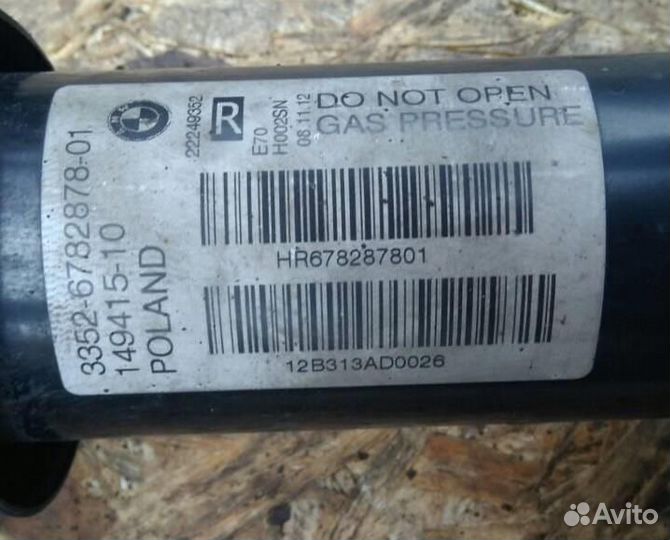 BMW
22249352
R
E70
H002SN
08.11.12
DO NOT OPEN
GAS PRESSURE
3352-6782878-01
149415-10
POLAND
HR678287801
12B313AD0026
Avito